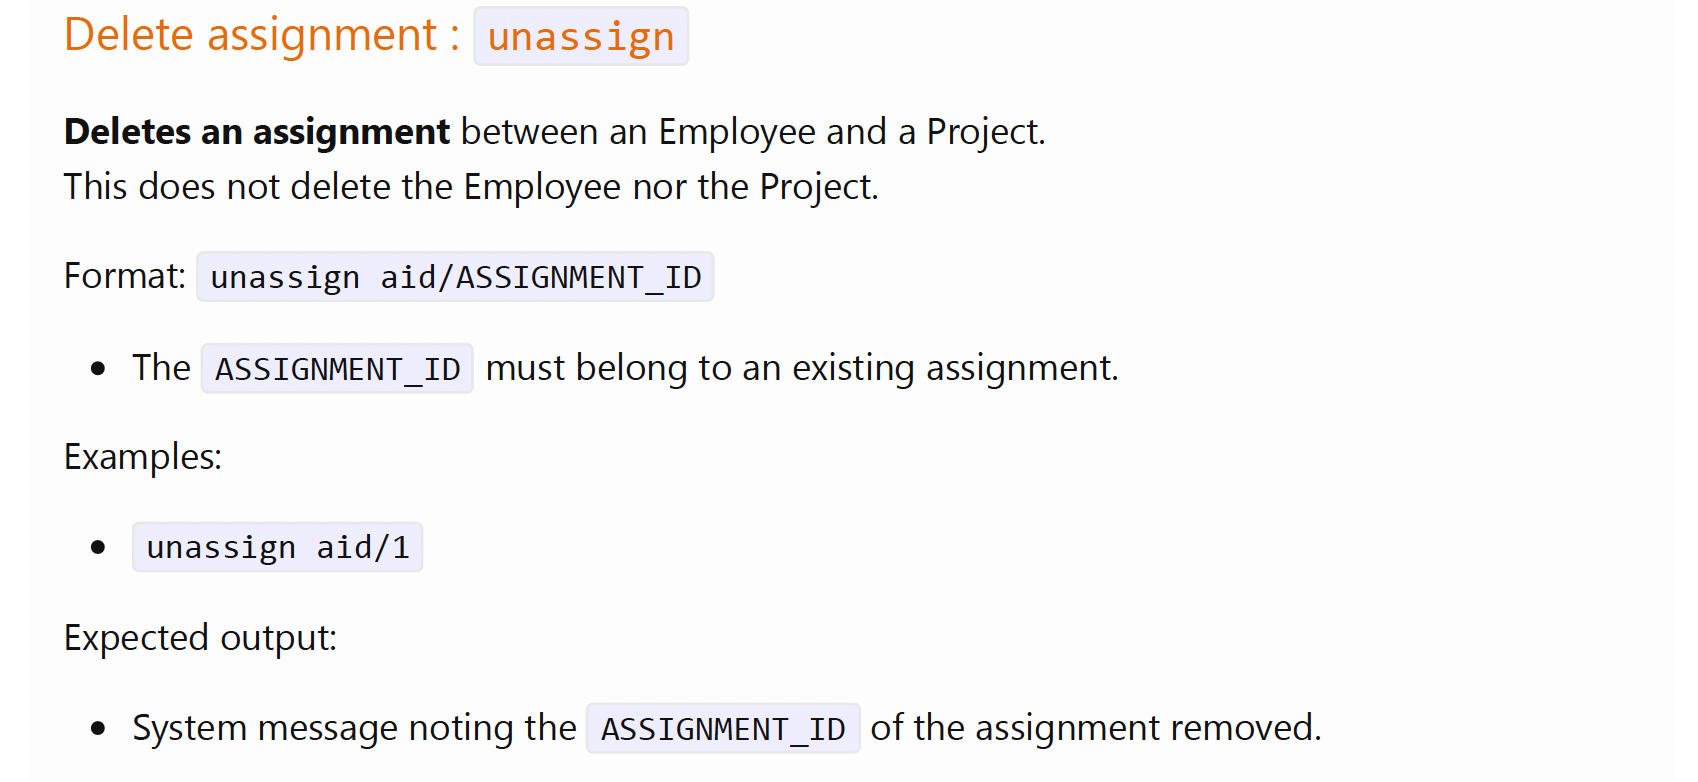 Delete assignment : unassign
Deletes an assignment between an Employee and a Project.
This does not delete the Employee nor the Project.
Format: unassign aid/ASSIGNMENT_ID
• The ASSIGNMENT_ID must belong to an existing assignment.
Examples:
• unassign aid/1
Expected output:
• System message noting the ASSIGNMENT_ID of the assignment removed.